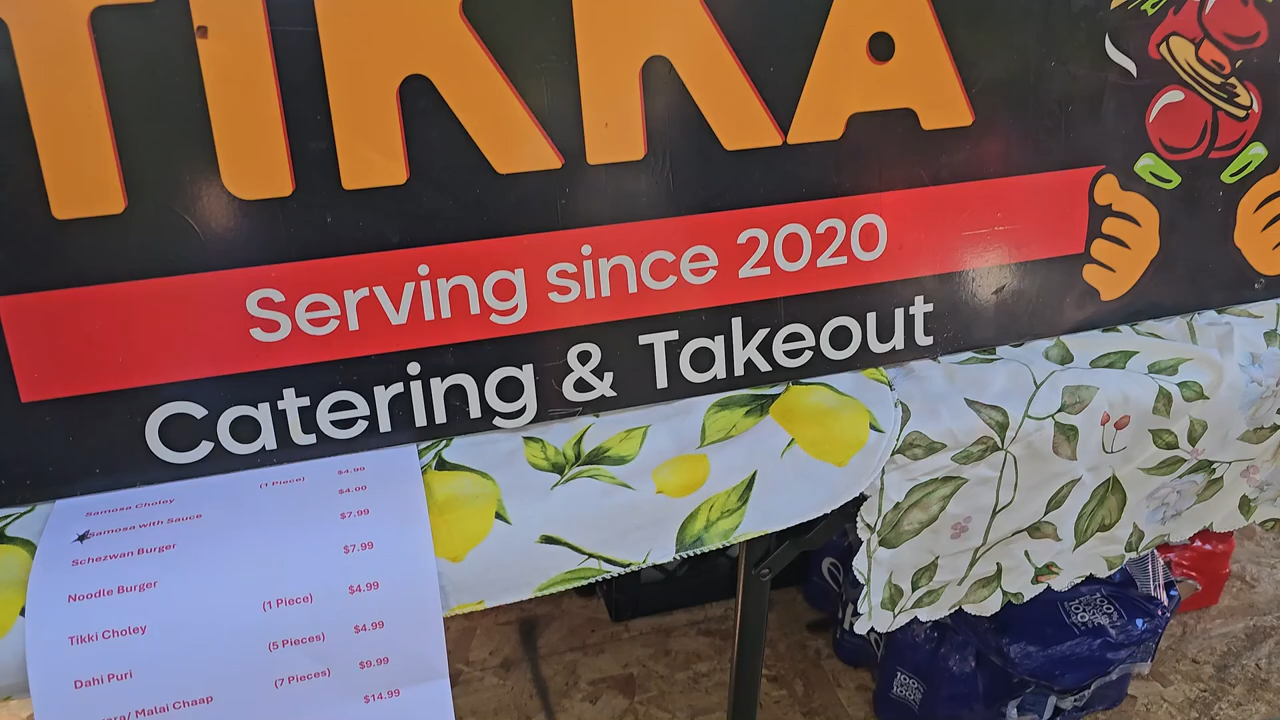 TIKKA
Serving since 2020
Catering & Takeout
$4.99
Samosa Choley (1 Piece) $4.00
Samosa with Sauce $7.99
Schezwan Burger $7.99
Noodle Burger $4.99
Tikki Choley (1 Piece) $4.99
Dahi Puri (5 Pieces) $9.99
Malai Chaap (7 Pieces) $14.99
100%
100%